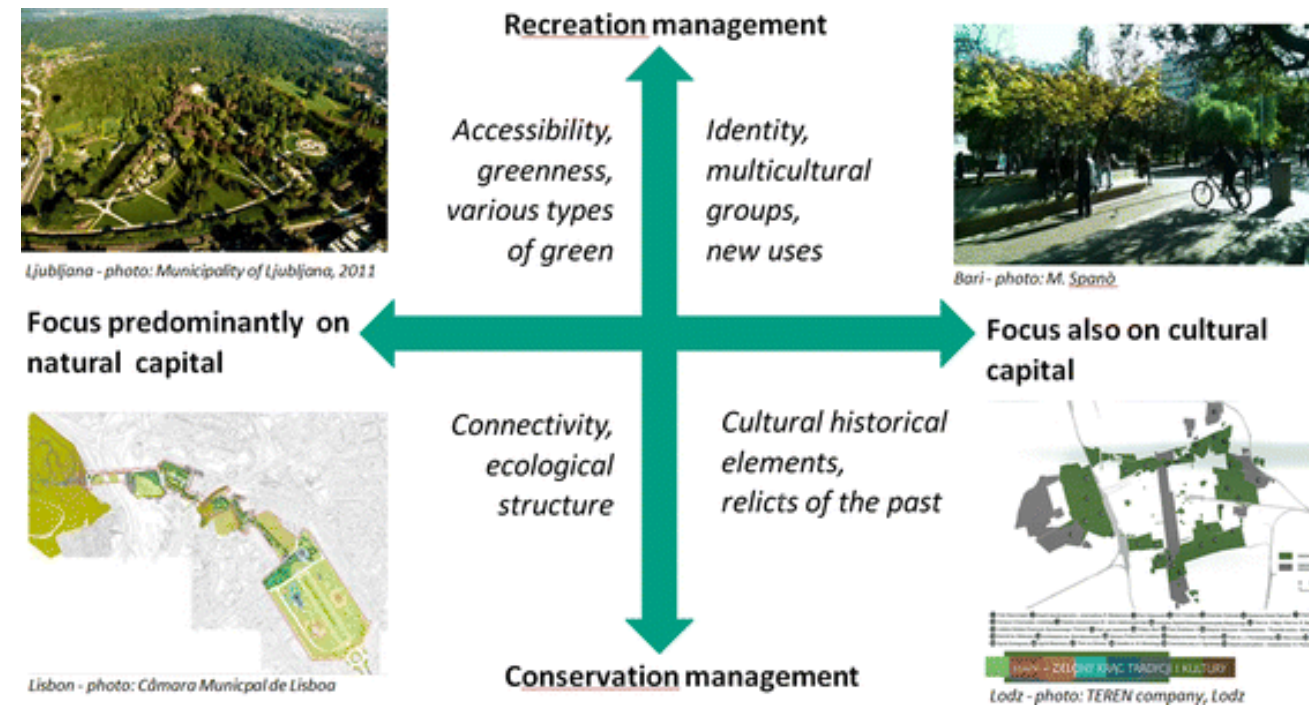 Recreation management
Accessibility,
greenness,
various types
of green
Identity,
multicultural
groups,
new uses
Ljubljana - photo: Municipality of Ljubljana, 2011
Bari - photo: M. Spanò
Focus predominantly on
natural capital
Focus also on cultural
capital
Connectivity,
ecological
structure
Cultural historical
elements,
relicts of the past
ZIELONY KRĄG TRADYCJI I KULTURY
Lisbon - photo: Câmara Municpal de Lisboa
Conservation management
Lodz - photo: TEREN company, Lodz